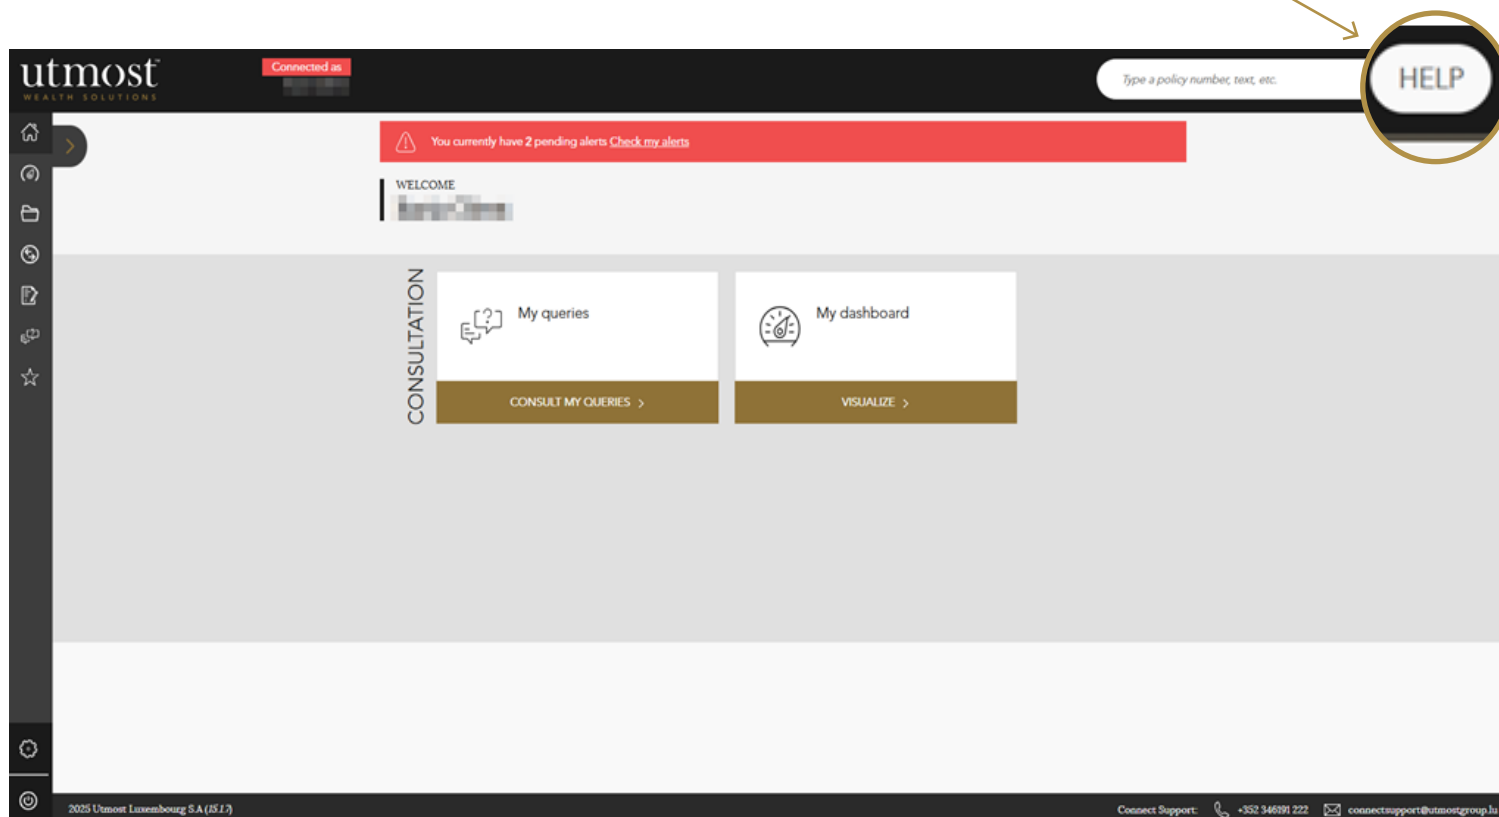 utmost™
WEALTH SOLUTIONS
Connected as
Type a policy number, text, etc.
HELP
You currently have 2 pending alerts Check my alerts
WELCOME
CONSULTATION
My queries
CONSULT MY QUERIES >
My dashboard
VISUALIZE >
2025 Utmost Luxembourg S.A (15.1.7)
Connect Support: +352 346191 222 connectsupport@utmostgroup.lu